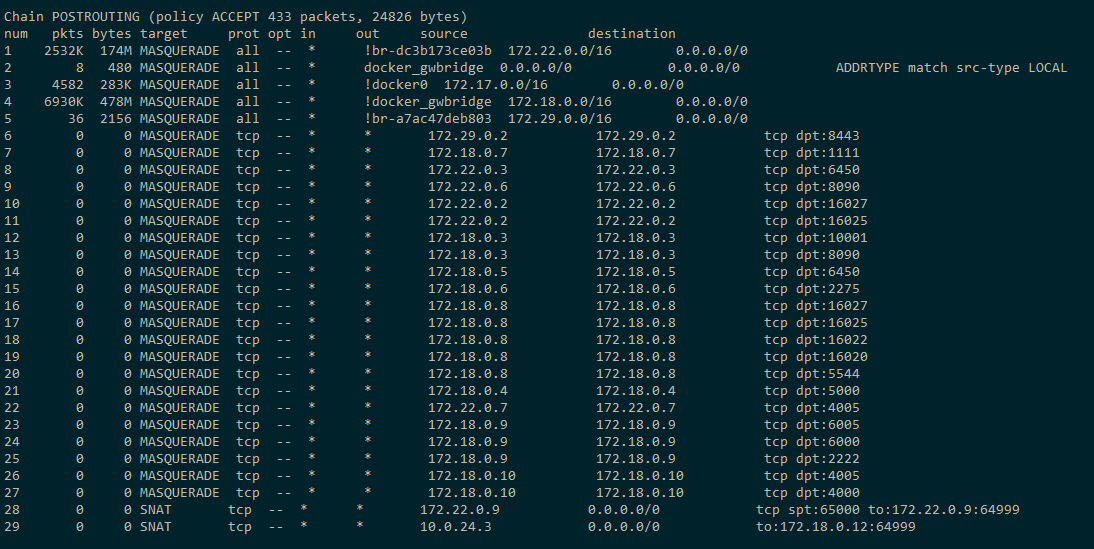 Chain POSTROUTING (policy ACCEPT 433 packets, 24826 bytes)
num   pkts bytes target     prot opt in     out     source               destination
1    2532K  174M MASQUERADE  all  --  *      !br-dc3b173ce03b  172.22.0.0/16        0.0.0.0/0
2        8   480 MASQUERADE  all  --  *      docker_gwbridge  0.0.0.0/0            0.0.0.0/0            ADDRTYPE match src-type LOCAL
3     4582  283K MASQUERADE  all  --  *      !docker0  172.17.0.0/16        0.0.0.0/0
4    6930K  478M MASQUERADE  all  --  *      !docker_gwbridge  172.18.0.0/16        0.0.0.0/0
5       36  2156 MASQUERADE  all  --  *      !br-a7ac47deb803  172.29.0.0/16        0.0.0.0/0
6        0     0 MASQUERADE  tcp  --  *      *       172.29.0.2           172.29.0.2           tcp dpt:8443
7        0     0 MASQUERADE  tcp  --  *      *       172.18.0.7           172.18.0.7           tcp dpt:1111
8        0     0 MASQUERADE  tcp  --  *      *       172.22.0.3           172.22.0.3           tcp dpt:6450
9        0     0 MASQUERADE  tcp  --  *      *       172.22.0.6           172.22.0.6           tcp dpt:8090
10       0     0 MASQUERADE  tcp  --  *      *       172.22.0.2           172.22.0.2           tcp dpt:16027
11       0     0 MASQUERADE  tcp  --  *      *       172.22.0.2           172.22.0.2           tcp dpt:16025
12       0     0 MASQUERADE  tcp  --  *      *       172.18.0.3           172.18.0.3           tcp dpt:10001
13       0     0 MASQUERADE  tcp  --  *      *       172.18.0.3           172.18.0.3           tcp dpt:8090
14       0     0 MASQUERADE  tcp  --  *      *       172.18.0.5           172.18.0.5           tcp dpt:6450
15       0     0 MASQUERADE  tcp  --  *      *       172.18.0.6           172.18.0.6           tcp dpt:2275
16       0     0 MASQUERADE  tcp  --  *      *       172.18.0.8           172.18.0.8           tcp dpt:16027
17       0     0 MASQUERADE  tcp  --  *      *       172.18.0.8           172.18.0.8           tcp dpt:16025
18       0     0 MASQUERADE  tcp  --  *      *       172.18.0.8           172.18.0.8           tcp dpt:16022
19       0     0 MASQUERADE  tcp  --  *      *       172.18.0.8           172.18.0.8           tcp dpt:16020
20       0     0 MASQUERADE  tcp  --  *      *       172.18.0.8           172.18.0.8           tcp dpt:5544
21       0     0 MASQUERADE  tcp  --  *      *       172.18.0.4           172.18.0.4           tcp dpt:5000
22       0     0 MASQUERADE  tcp  --  *      *       172.22.0.7           172.22.0.7           tcp dpt:4005
23       0     0 MASQUERADE  tcp  --  *      *       172.18.0.9           172.18.0.9           tcp dpt:6005
24       0     0 MASQUERADE  tcp  --  *      *       172.18.0.9           172.18.0.9           tcp dpt:6000
25       0     0 MASQUERADE  tcp  --  *      *       172.18.0.9           172.18.0.9           tcp dpt:2222
26       0     0 MASQUERADE  tcp  --  *      *       172.18.0.10          172.18.0.10          tcp dpt:4005
27       0     0 MASQUERADE  tcp  --  *      *       172.18.0.10          172.18.0.10          tcp dpt:4000
28       0     0 SNAT       tcp  --  *      *       172.22.0.9           0.0.0.0/0            tcp spt:65000 to:172.22.0.9:64999
29       0     0 SNAT       tcp  --  *      *       10.0.24.3            0.0.0.0/0            to:172.18.0.12:64999